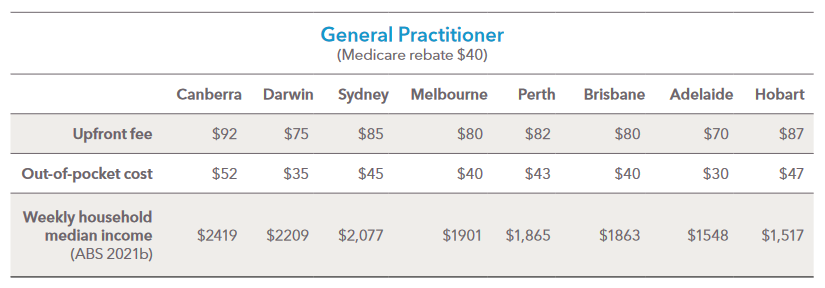 General Practitioner
(Medicare rebate $40)
Canberra Darwin Sydney Melbourne Perth Brisbane Adelaide Hobart
Upfront fee $92 $75 $85 $80 $82 $80 $70 $87
Out-of-pocket cost $52 $35 $45 $40 $43 $40 $30 $47
Weekly household
median income $2419 $2209 $2,077 $1901 $1,865 $1863 $1548 $1,517
(ABS 2021b)